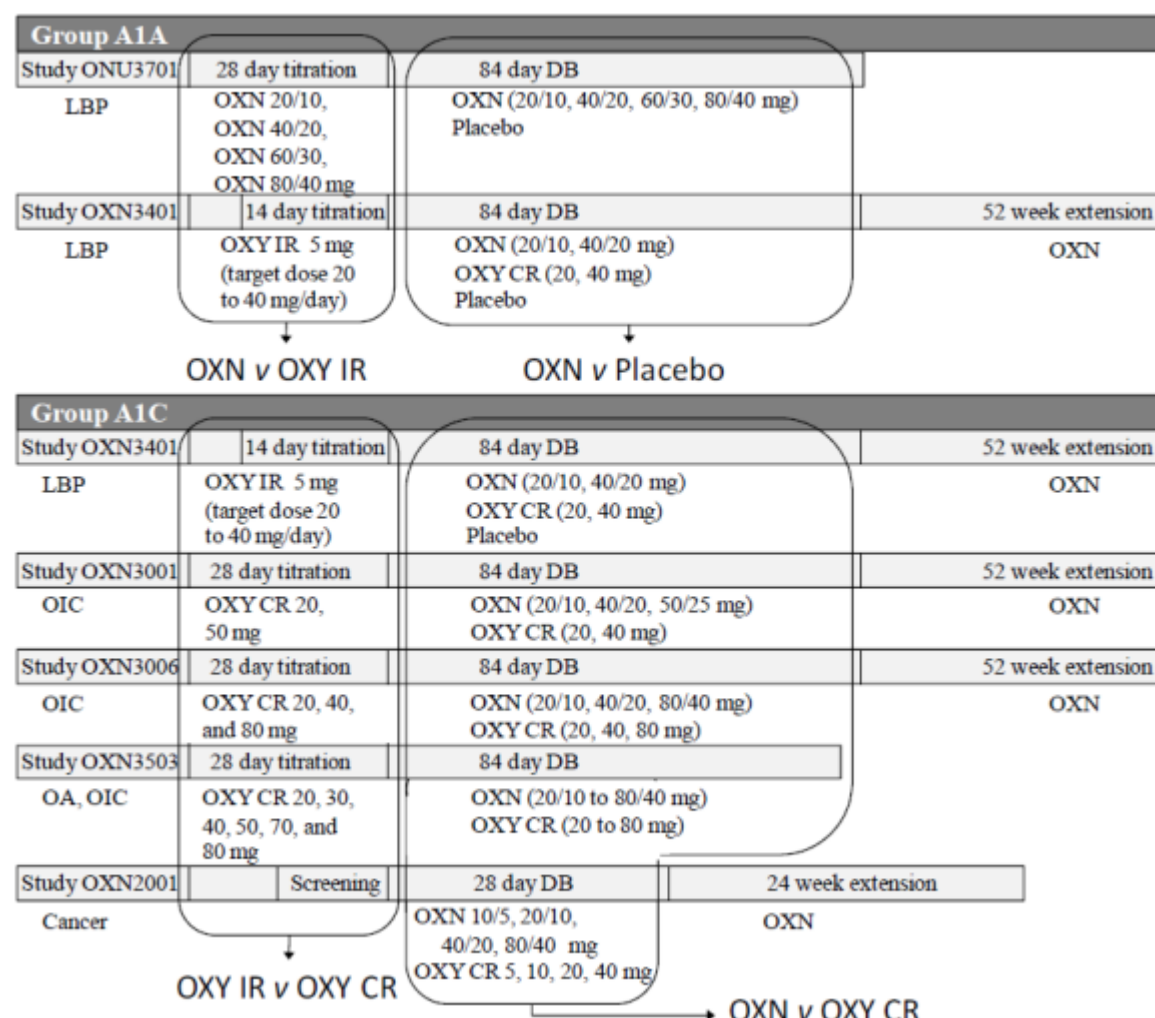 Group A1A
Study ONU3701 28 day titration 84 day DB
LBP OXN 20/10, OXN (20/10, 40/20, 60/30, 80/40 mg)
OXN 40/20, Placebo
OXN 60/30,
OXN 80/40 mg
Study OXN3401 14 day titration 84 day DB 52 week extension
LBP OXY IR 5 mg OXN (20/10, 40/20 mg) OXN
(target dose 20 OXY CR (20, 40 mg)
to 40 mg/day) Placebo
OXN v OXY IR OXN v Placebo
Group A1C
Study OXN3401 14 day titration 84 day DB 52 week extension
LBP OXY IR 5 mg OXN (20/10, 40/20 mg) OXN
(target dose 20 OXY CR (20, 40 mg)
to 40 mg/day) Placebo
Study OXN3001 28 day titration 84 day DB 52 week extension
OIC OXY CR 20, OXN (20/10, 40/20, 50/25 mg) OXN
50 mg OXY CR (20, 40 mg)
Study OXN3006 28 day titration 84 day DB 52 week extension
OIC OXY CR 20, 40, OXN (20/10, 40/20, 80/40 mg) OXN
and 80 mg OXY CR (20, 40, 80 mg)
Study OXN3503 28 day titration 84 day DB
OA, OIC OXY CR 20, 30, OXN (20/10 to 80/40 mg)
40, 50, 70, and OXY CR (20 to 80 mg)
80 mg
Study OXN2001 Screening 28 day DB 24 week extension
Cancer OXN 10/5, 20/10, OXN
40/20, 80/40 mg
OXY CR 5, 10, 20, 40 mg
OXY IR v OXY CR
OXN v OXY CR